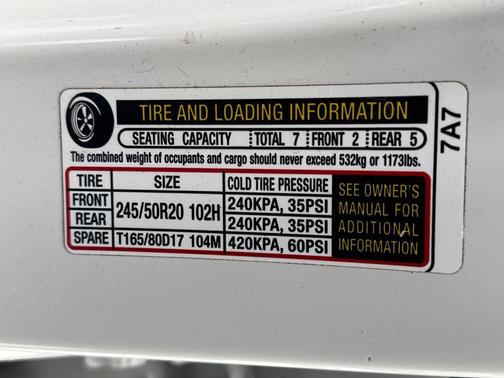 TIRE AND LOADING INFORMATION
SEATING CAPACITY TOTAL 7 FRONT 2 REAR 5
The combined weight of occupants and cargo should never exceed 532kg or 1173lbs.
TIRE SIZE COLD TIRE PRESSURE
FRONT 245/50R20 102H 240KPA, 35PSI
REAR 240KPA, 35PSI
SPARE T165/80D17 104M 420KPA, 60PSI
SEE OWNER'S
MANUAL FOR
ADDITIONAL
INFORMATION
7A7